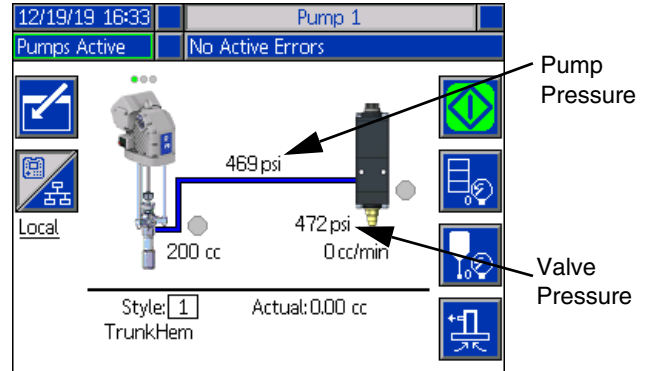 12/19/19 16:33
Pump 1
Pumps Active
No Active Errors
Pump
Pressure
469 psi
Local
472 psi
200 cc
0 cc/min
Valve
Pressure
Style: 1
Actual: 0.00 cc
TrunkHem